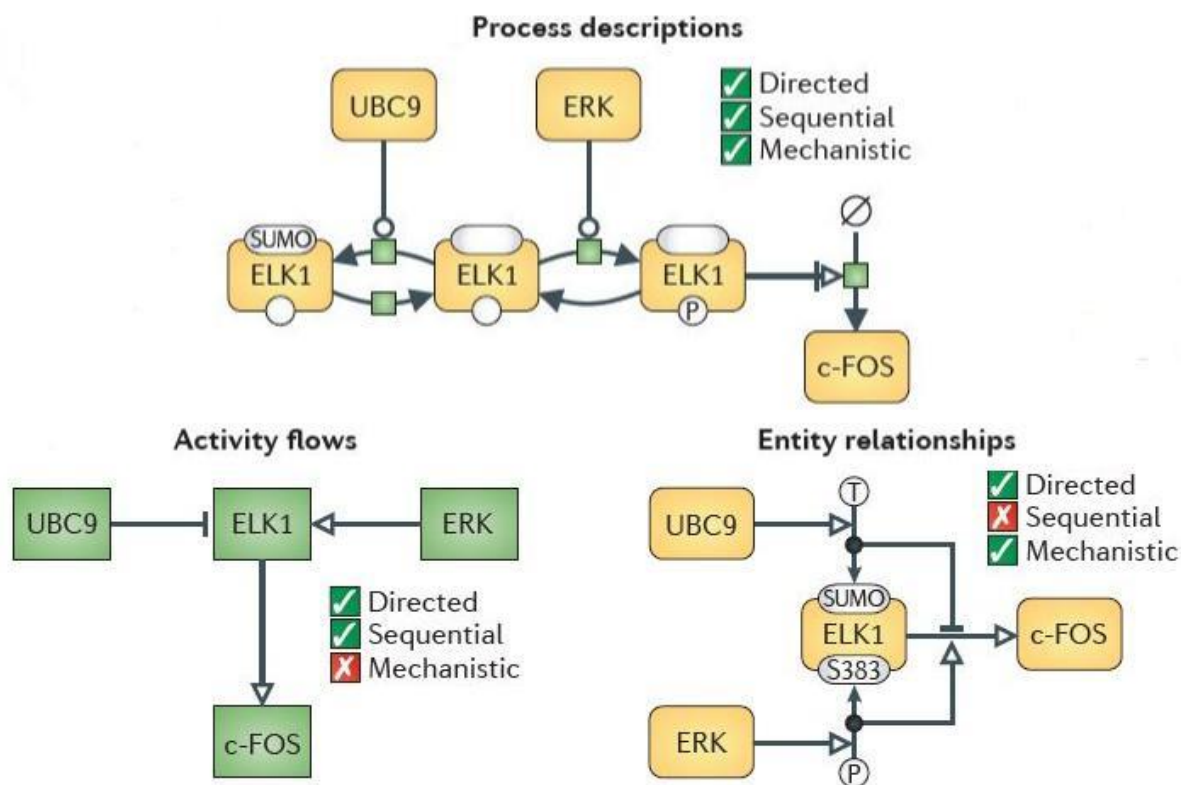 Process descriptions
UBC9
ERK
Directed
Sequential
Mechanistic
SUMO
ELK1
ELK1
ELK1
P
c-FOS
Activity flows
UBC9
ELK1
ERK
Directed
Sequential
Mechanistic
c-FOS
Entity relationships
T
UBC9
Directed
Sequential
Mechanistic
SUMO
ELK1
S383
c-FOS
ERK
P